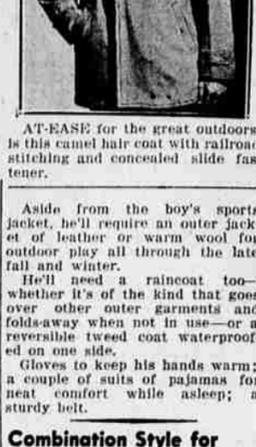 AT-EASE for the great outdoors
is this camel hair coat with railroad
stitching and concealed slide fas
tener.
Aside from the boy's sports
jacket, he'll require an outer jack
et of leather or warm wool for
outdoor play all through the late
fall and winter.
He'll need a raincoat too—
whether it's of the kind that goes
over other outer garments and
folds-away when not in use—or a
reversible tweed coat waterproof
ed on one side.
Gloves to keep his hands warm;
a couple of suits of pajamas for
neat comfort while asleep; a
sturdy belt.
Combination Style for